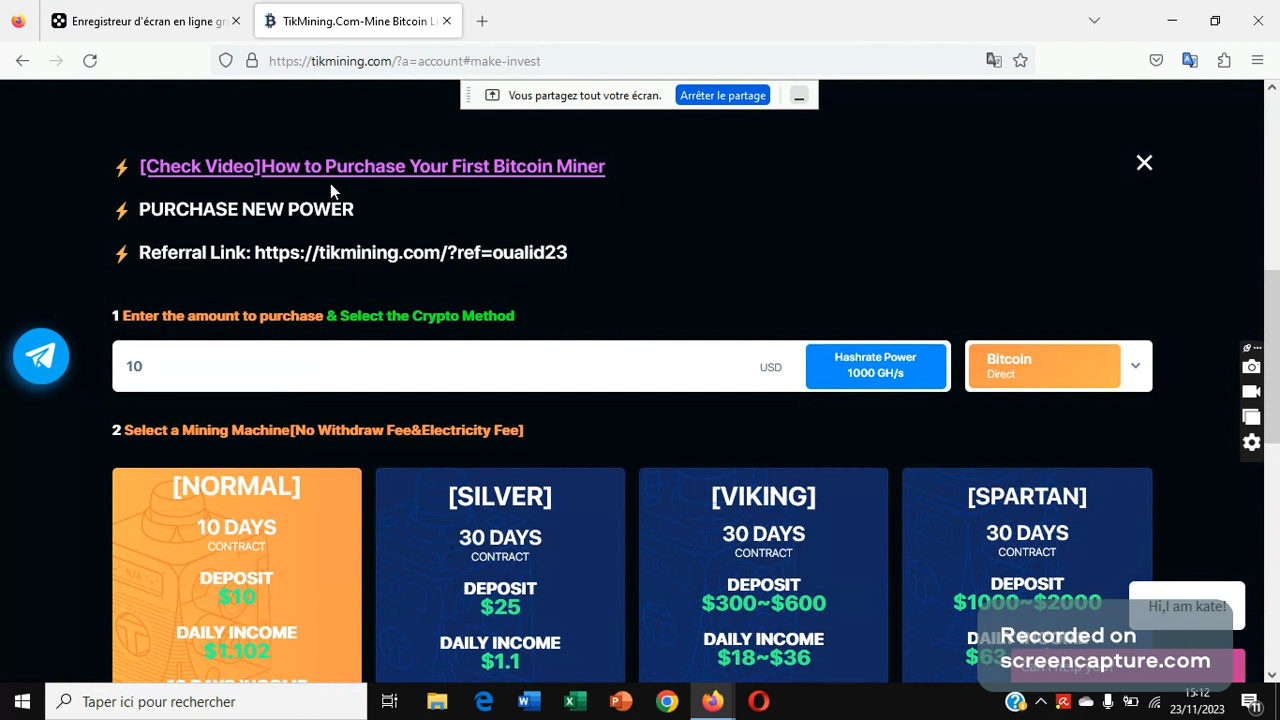 Enregistreur d'écran en ligne gr
TikMining.Com-Mine Bitcoin L
https://tikmining.com/?a=account#make-invest
Vous partagez tout votre écran.
Arrêter le partage
[Check Video]How to Purchase Your First Bitcoin Miner
PURCHASE NEW POWER
Referral Link: https://tikmining.com/?ref=oualid23
1 Enter the amount to purchase & Select the Crypto Method
10
USD
Hashrate Power
1000 GH/s
Bitcoin
Direct
2 Select a Mining Machine[No Withdraw Fee&Electricity Fee]
[NORMAL]
10 DAYS
CONTRACT
DEPOSIT
$10
DAILY INCOME
$1.102
[SILVER]
30 DAYS
CONTRACT
DEPOSIT
$25
DAILY INCOME
$1.1
[VIKING]
30 DAYS
CONTRACT
DEPOSIT
$300~$600
DAILY INCOME
$18~$36
[SPARTAN]
30 DAYS
CONTRACT
DEPOSIT
$1000~$2000
Hi,I am kate!
Recorded on
screencapture.com
Taper ici pour rechercher
15:12
23/11/2023
11